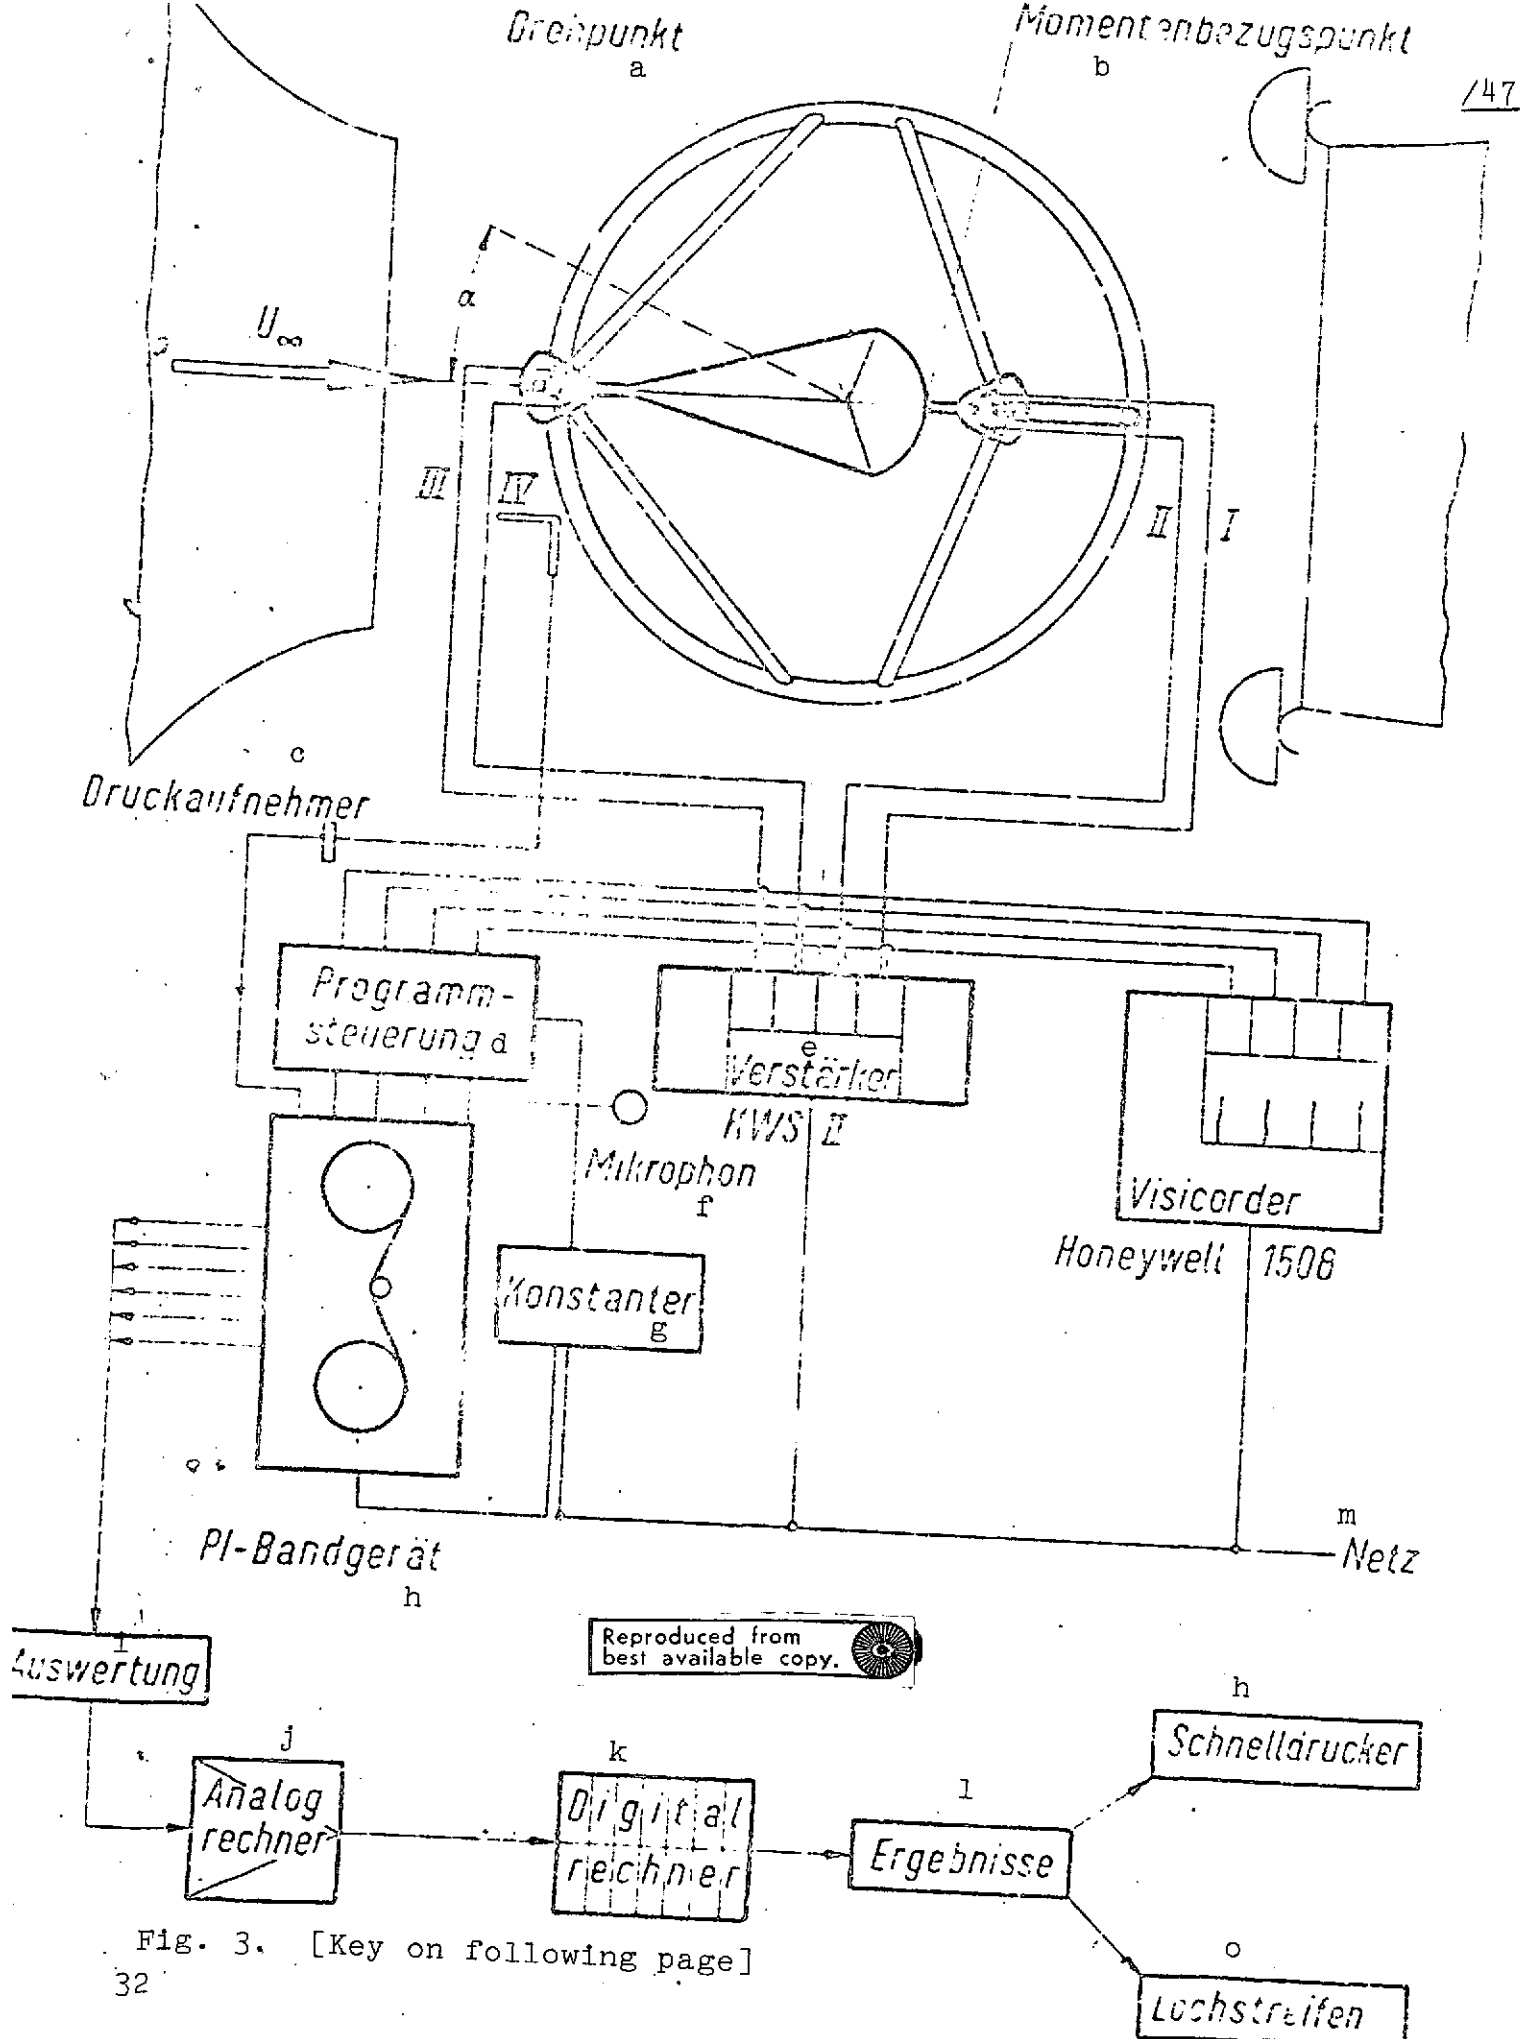 Drehpunkt
a
Momentenbezugspunkt
b
/47
α
U∞
III
IV
II
I
c
Druckaufnehmer
Programm-
steuerung d
e
Verstärker
KWS II
Mikrophon
f
Visicorder
Honeywell 1508
Konstanter
g
m
Netz
PI-Bandgerät
h
Reproduced from
best available copy.
i
Auswertung
j
Analog
rechner
k
Digital
rechner
l
Ergebnisse
h
Schnelldrucker
o
Lochstreifen
Fig. 3. [Key on following page]
32